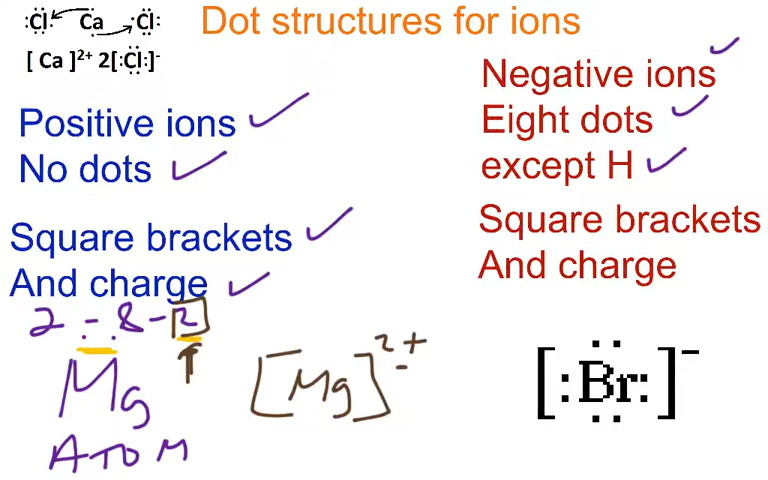 Dot structures for ions
:Cl Ca Cl:
[ Ca ]²⁺ 2[:Cl:]⁻
Positive ions
No dots
Square brackets
And charge
2 - 8 - 2
Mg
ATOM
[Mg]²⁺
Negative ions
Eight dots
except H
Square brackets
And charge
[:Br:]⁻